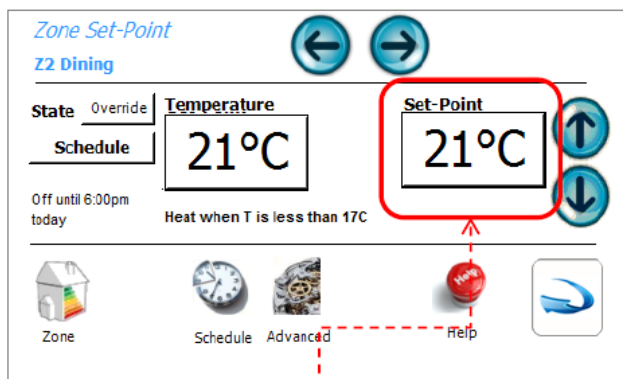 Zone Set-Point
Z2 Dining
State Override Temperature Set-Point
Schedule 21°C 21°C
Off until 6:00pm
today
Heat when T is less than 17C
Help
Zone Schedule Advanced Help